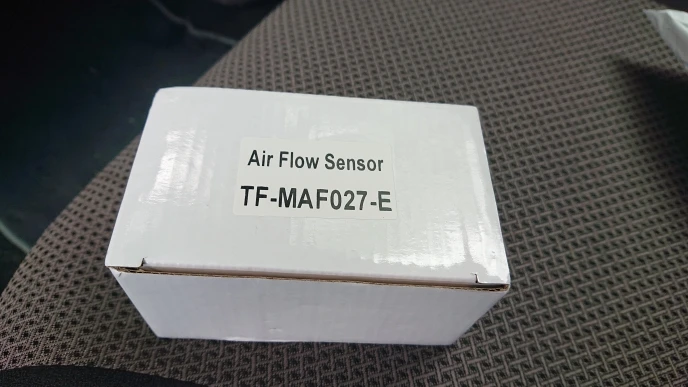 Air Flow Sensor
TF-MAF027-E